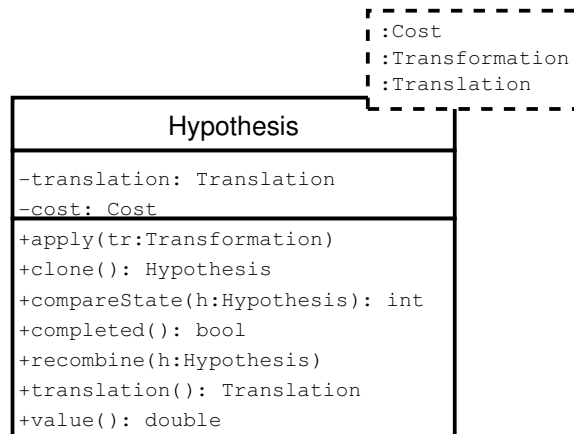 :Cost
:Transformation
:Translation
Hypothesis
-translation: Translation
-cost: Cost
+apply(tr:Transformation)
+clone(): Hypothesis
+compareState(h:Hypothesis): int
+completed(): bool
+recombine(h:Hypothesis)
+translation(): Translation
+value(): double